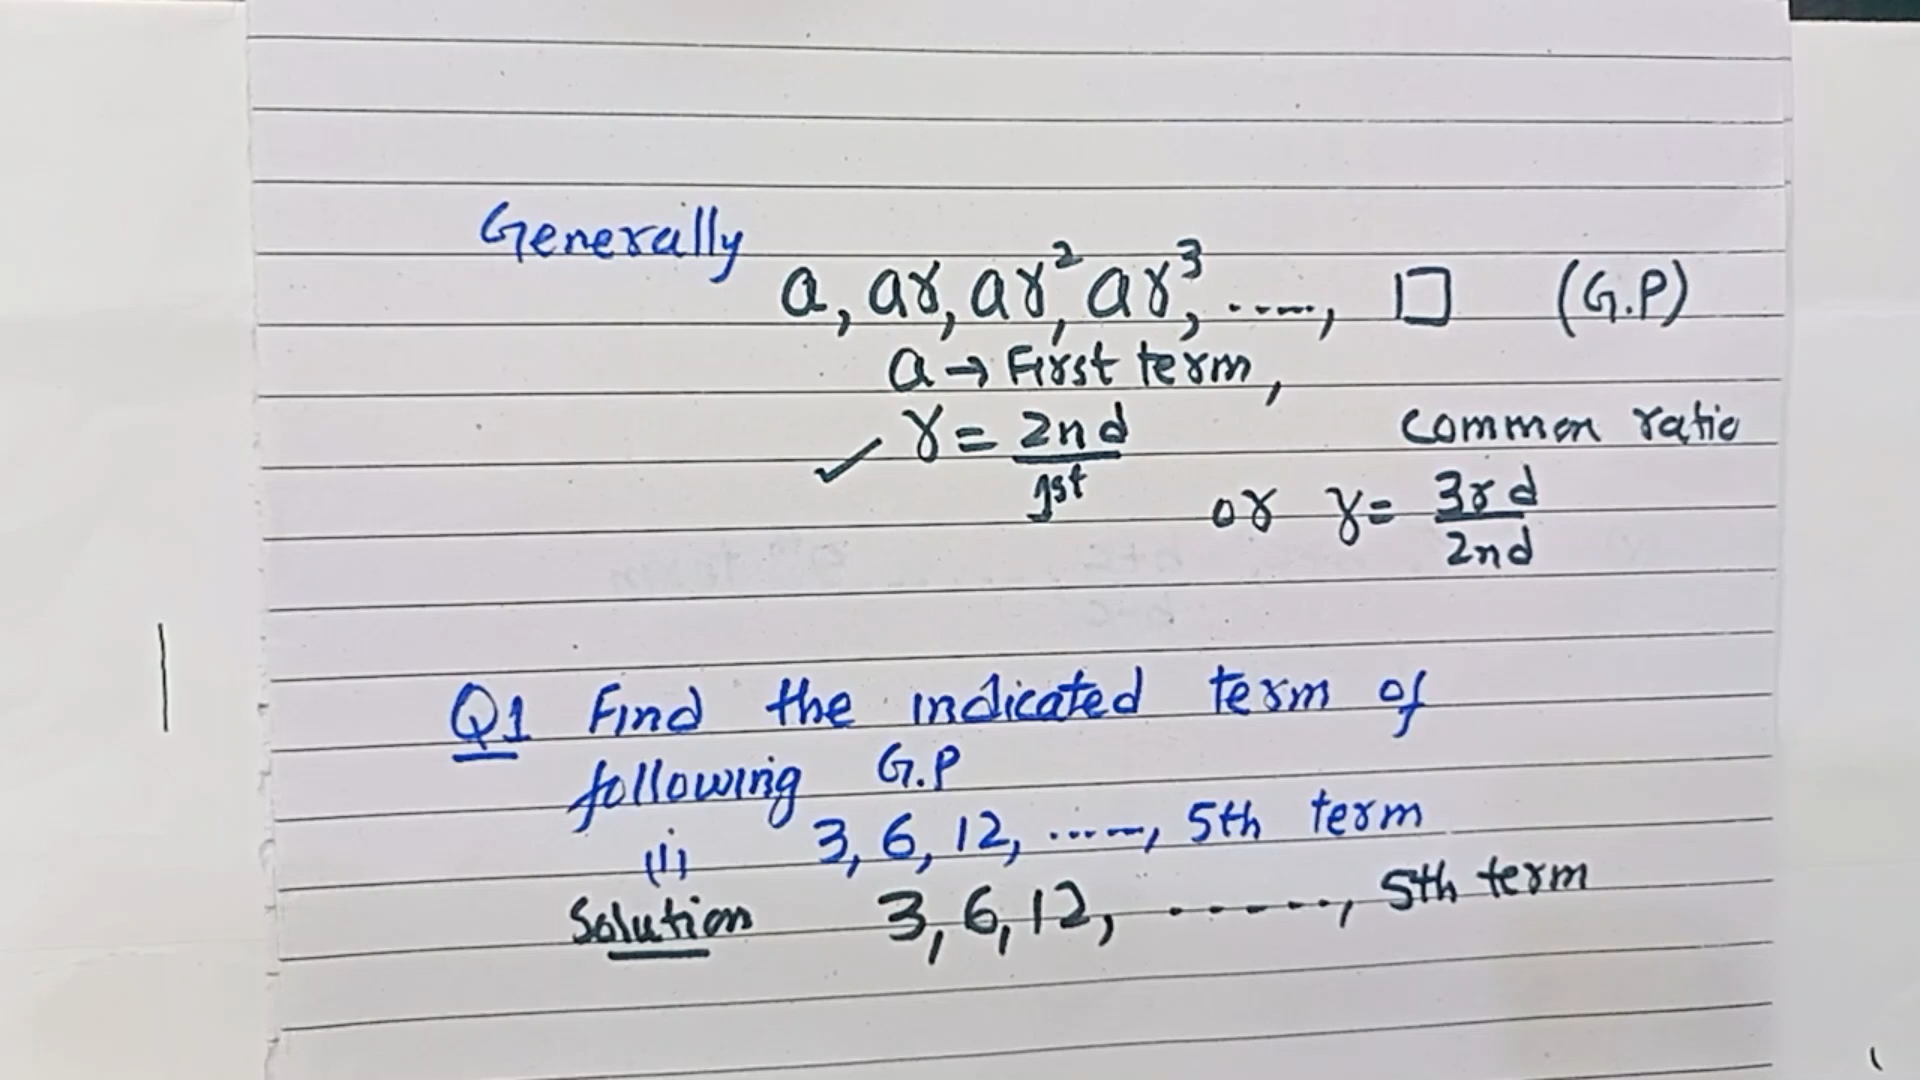 Generally
a, ar, ar², ar³, ......, □ (G.P)
a → First term,
✓ r = 2nd/1st common ratio
or r = 3rd/2nd
Q1 Find the indicated term of
following G.P
(i) 3, 6, 12, ......, 5th term
Solution 3, 6, 12, ......., 5th term